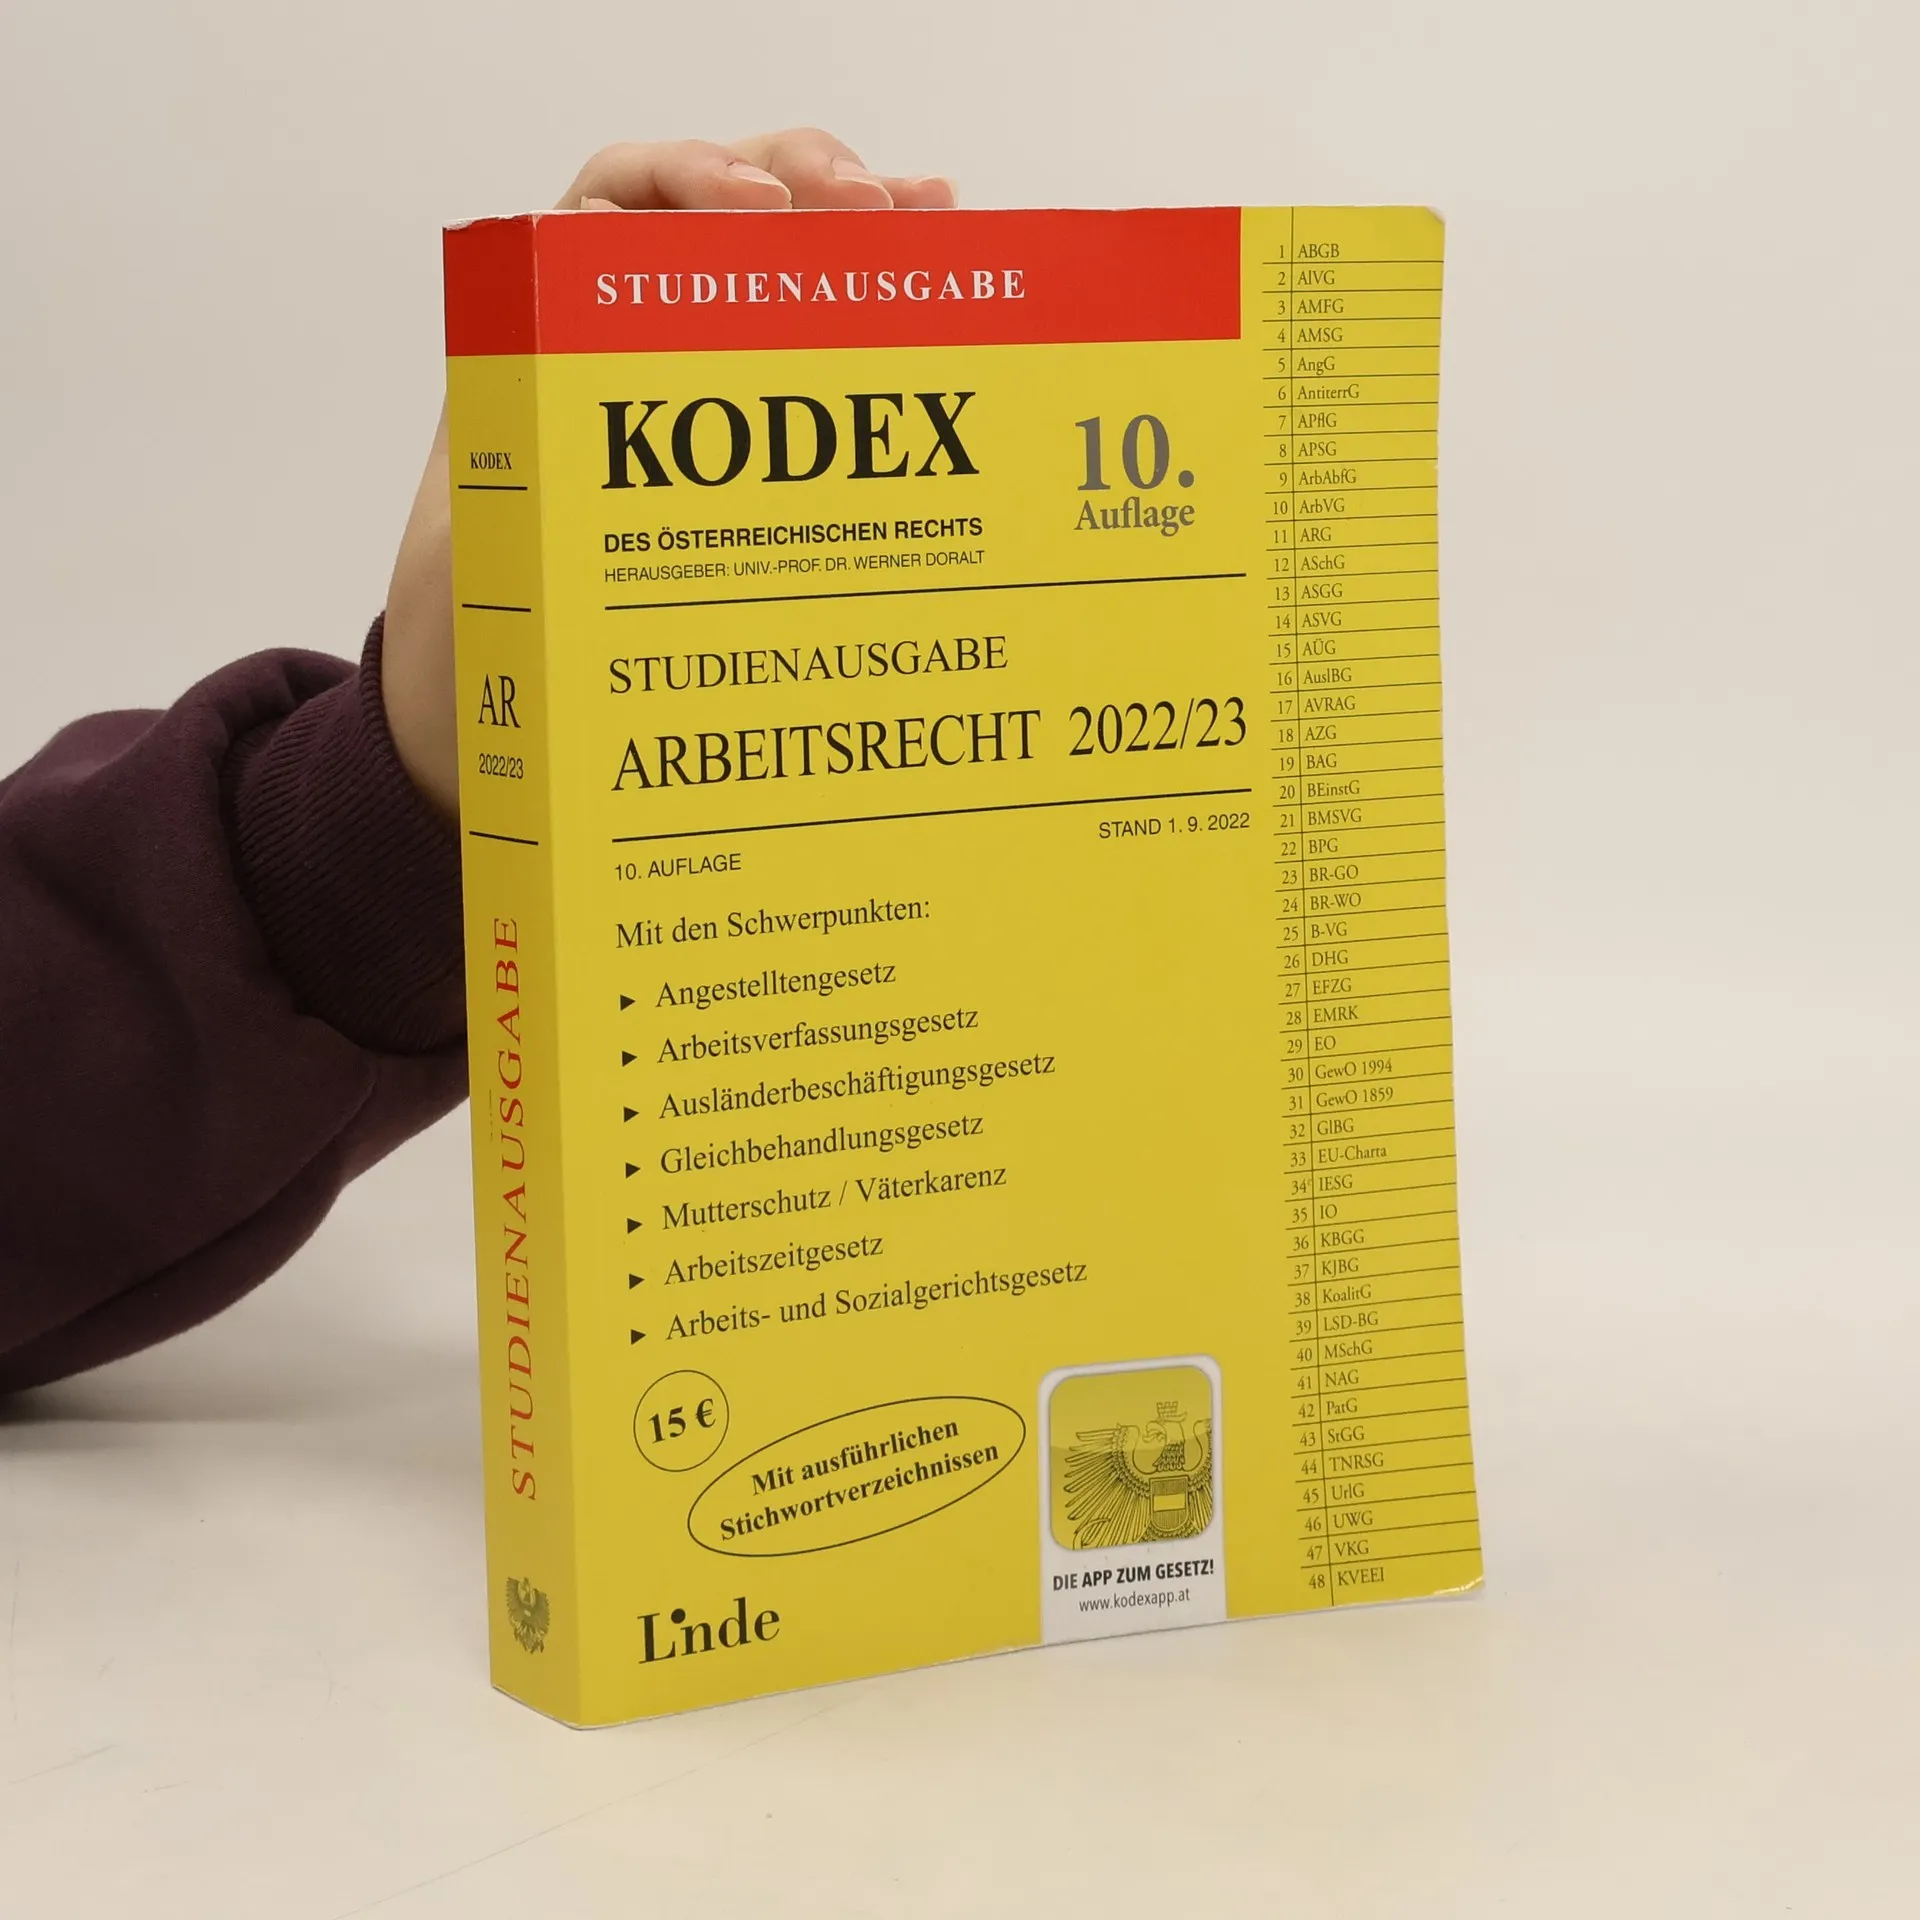 KODEX
AR
2022/23
STUDIENAUSGABE
STUDIENAUSGABE
KODEX
10.
Auflage
DES ÖSTERREICHISCHEN RECHTS
HERAUSGEBER: UNIV.-PROF. DR. WERNER DORALT
STUDIENAUSGABE
ARBEITSRECHT 2022/23
STAND 1. 9. 2022
10. AUFLAGE
Mit den Schwerpunkten:
► Angestelltengesetz
► Arbeitsverfassungsgesetz
► Ausländerbeschäftigungsgesetz
► Gleichbehandlungsgesetz
► Mutterschutz / Väterkarenz
► Arbeitszeitgesetz
► Arbeits- und Sozialgerichtsgesetz
15 €
Mit ausführlichen
Stichwortverzeichnissen
Linde
DIE APP ZUM GESETZ!
www.kodexapp.at
1 ABGB
2 AlVG
3 AMFG
4 AMSG
5 AngG
6 AntiterrG
7 APflG
8 APSG
9 ArbAbfG
10 ArbVG
11 ARG
12 ASchG
13 ASGG
14 ASVG
15 AÜG
16 AuslBG
17 AVRAG
18 AZG
19 BAG
20 BEinstG
21 BMSVG
22 BPG
23 BR-GO
24 BR-WO
25 B-VG
26 DHG
27 EFZG
28 EMRK
29 EO
30 GewO 1994
31 GewO 1859
32 GlBG
33 EU-Charta
34 IESG
35 IO
36 KBGG
37 KJBG
38 KoalitG
39 LSD-BG
40 MSchG
41 NAG
42 PatG
43 StGG
44 TNRSG
45 UrlG
46 UWG
47 VKG
48 KVEEI